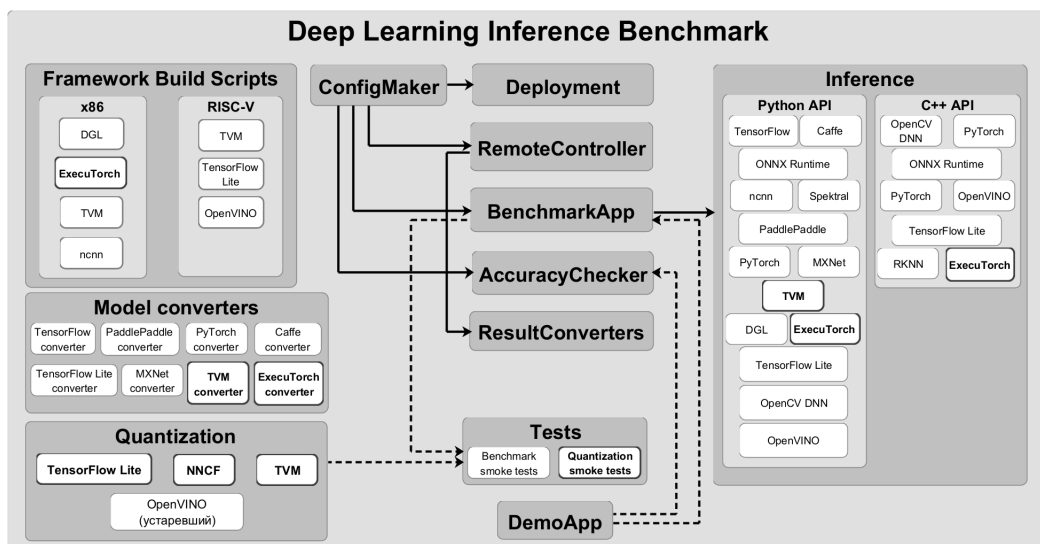 Deep Learning Inference Benchmark
Framework Build Scripts
x86
DGL
ExecuTorch
TVM
ncnn
RISC-V
TVM
TensorFlow
Lite
OpenVINO
Model converters
TensorFlow
converter
PaddlePaddle
converter
PyTorch
converter
Caffe
converter
TensorFlow Lite
converter
MXNet
converter
TVM
converter
ExecuTorch
converter
Quantization
TensorFlow Lite
NNCF
TVM
OpenVINO
(устаревший)
ConfigMaker
Deployment
RemoteController
BenchmarkApp
AccuracyChecker
ResultConverters
Tests
Benchmark
smoke tests
Quantization
smoke tests
DemoApp
Inference
Python API
TensorFlow
Caffe
ONNX Runtime
ncnn
Spektral
PaddlePaddle
PyTorch
MXNet
TVM
DGL
ExecuTorch
TensorFlow Lite
OpenCV DNN
OpenVINO
C++ API
OpenCV
DNN
PyTorch
ONNX Runtime
PyTorch
OpenVINO
TensorFlow Lite
RKNN
ExecuTorch